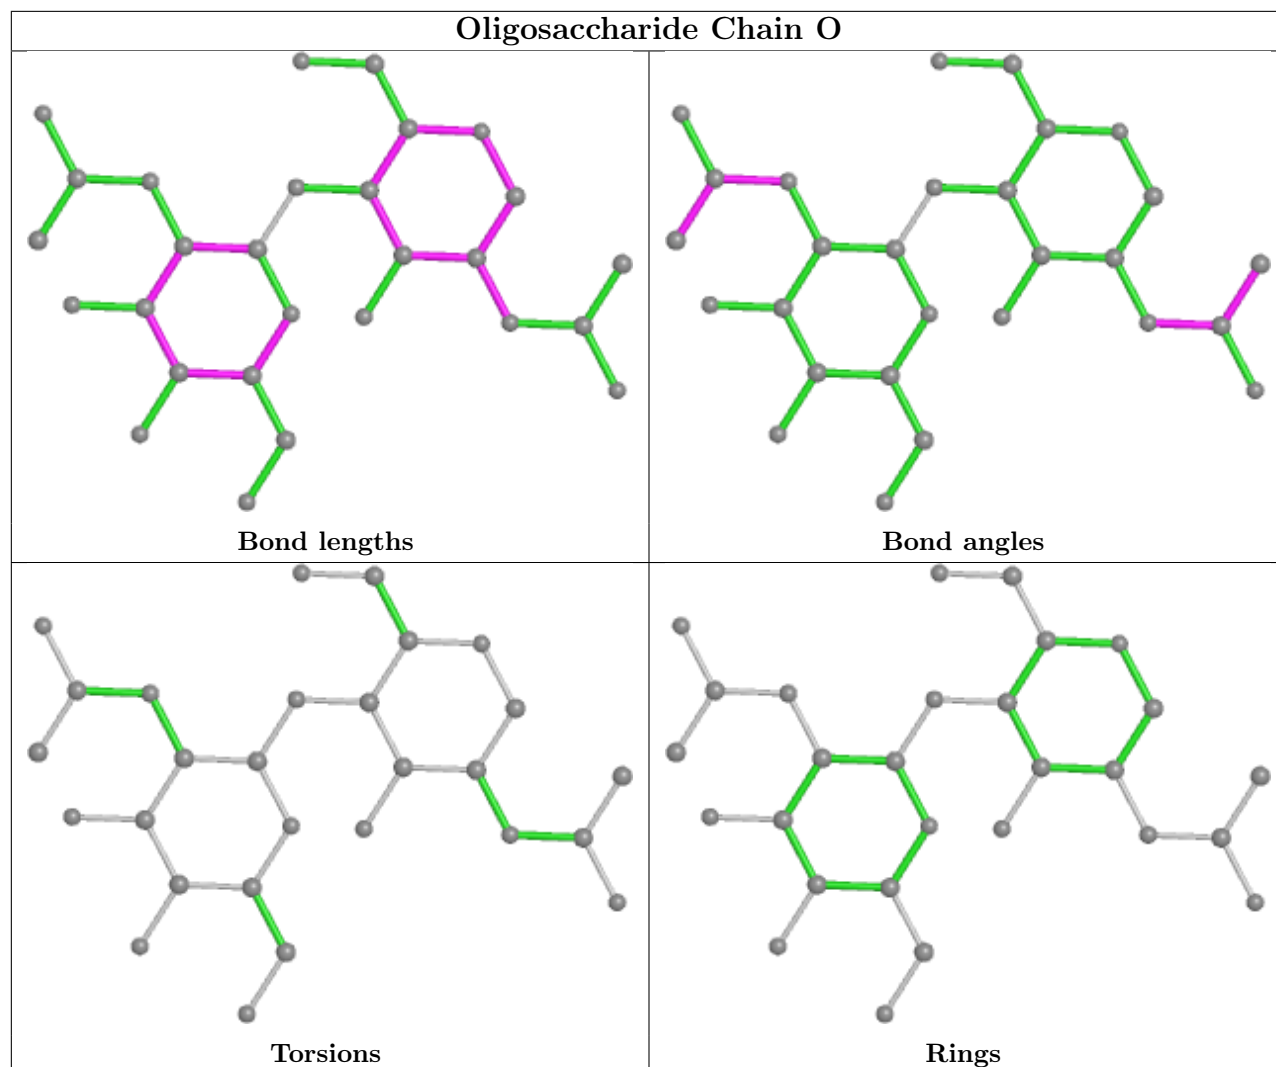 Oligosaccharide Chain O
Bond lengths
Bond angles
Torsions
Rings